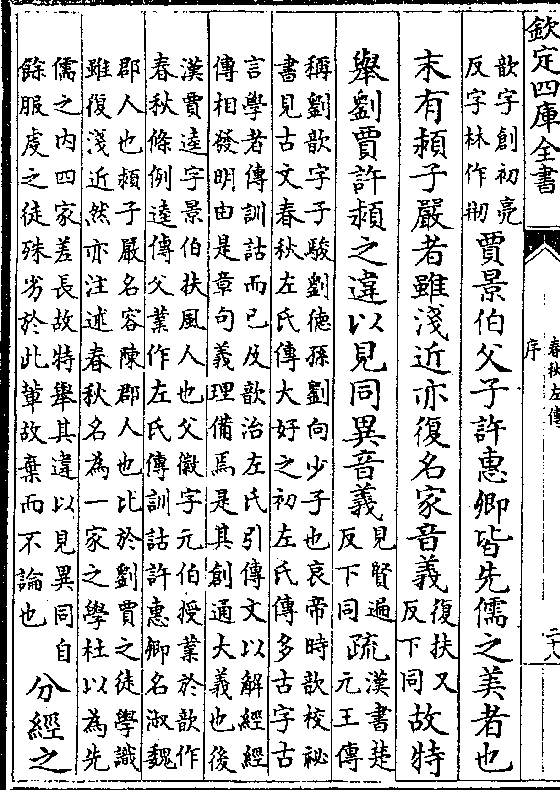 欽定四庫全書
春秋左傳
序
二八
歆字創初亮
反字林作刱
賈景伯父子許惠卿皆先儒之美者也
末有潁子嚴者雖淺近亦復名家音義
復扶又
反下同
故特
舉劉賈許潁之違以見同異音義
見賢遍
反下同
疏
漢書楚
元王傳
稱劉歆字子駿劉德孫劉向少子也哀帝時歆校祕
書見古文春秋左氏傳大好之初左氏傳多古字古
言學者傳訓詁而已及歆治左氏引傳文以解經經
傳相發明由是章句義理備焉是其創通大義也後
漢賈逵字景伯扶風人也父徽字元伯授業於歆作
春秋條例逵傳父業作左氏傳訓詁許惠卿名淑魏
郡人也潁子嚴名容陳郡人也比於劉賈之徒學識
雖復淺近然亦注述春秋名為一家之學杜以為先
儒之內四家差長故特舉其違以見異同自
餘服虔之徒殊劣於此輩故棄而不論也
分經之